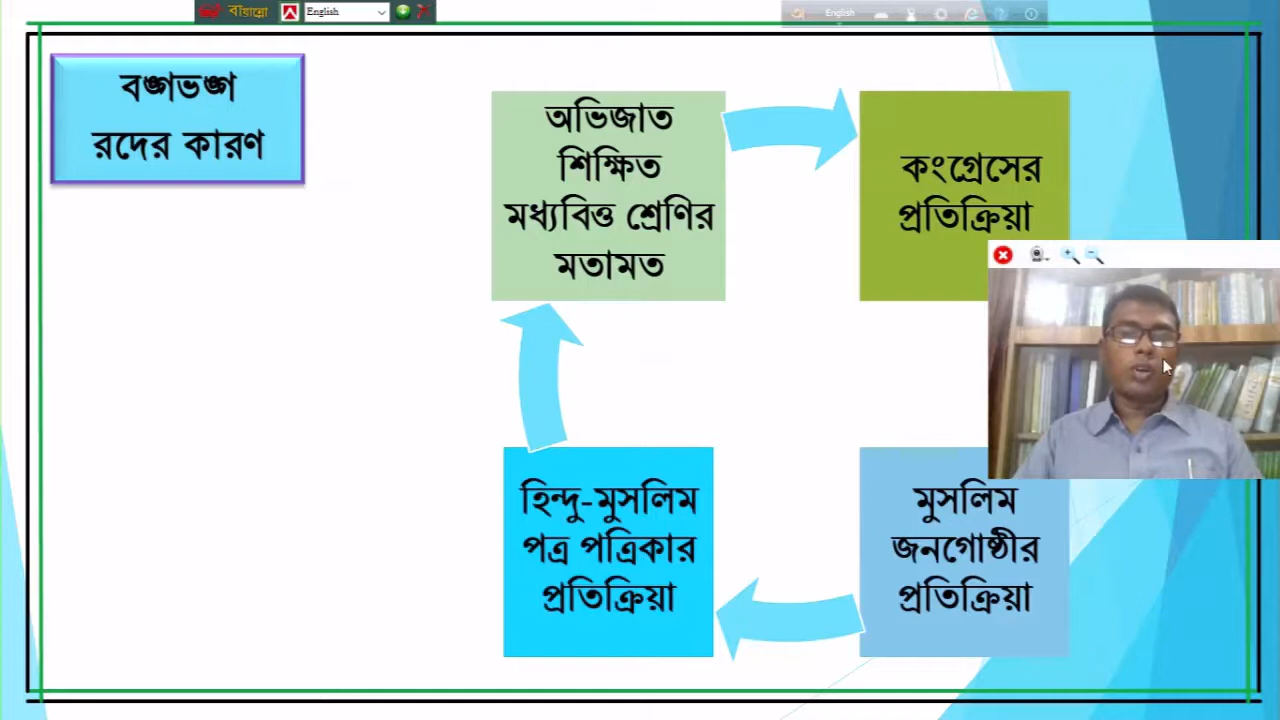 বায়ান্নো
English
English
বঙ্গভঙ্গ
রদের কারণ
অভিজাত
শিক্ষিত
মধ্যবিত্ত শ্রেণির
মতামত
কংগ্রেসের
প্রতিক্রিয়া
হিন্দু-মুসলিম
পত্র পত্রিকার
প্রতিক্রিয়া
মুসলিম
জনগোষ্ঠীর
প্রতিক্রিয়া